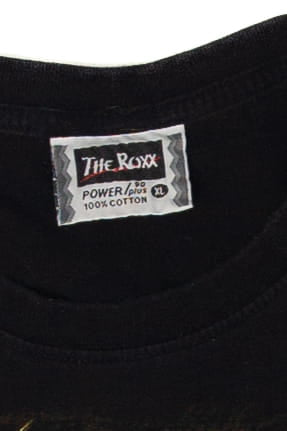 THE ROXX
POWER/90 plus XL
100% COTTON